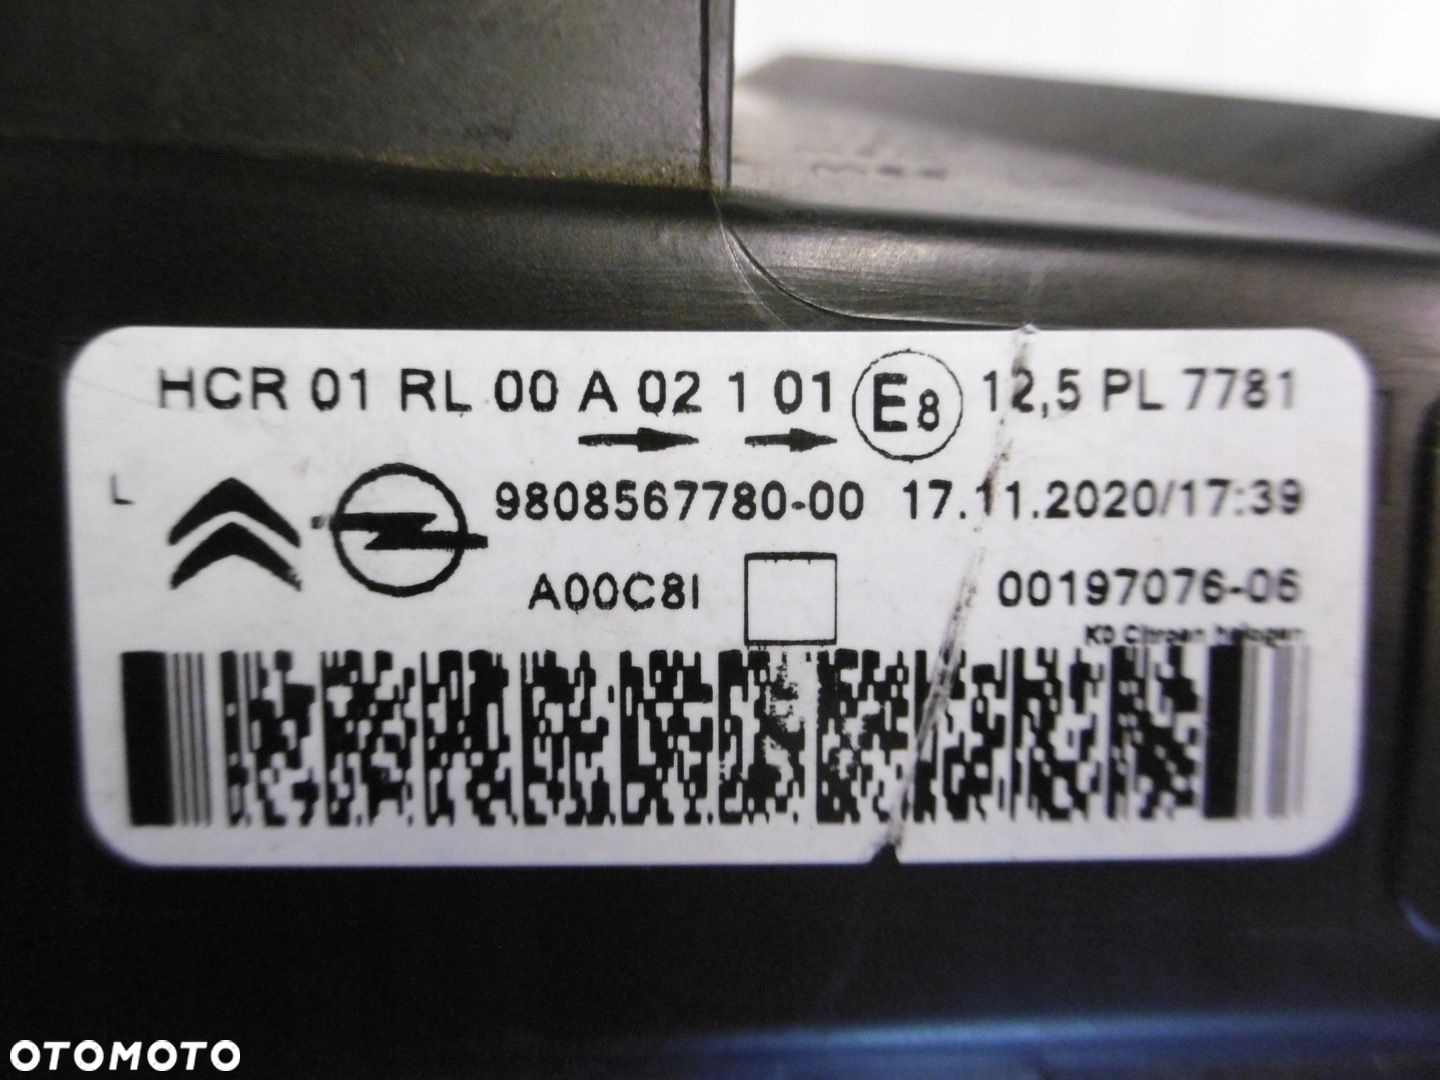 HCR 01 RL 00 A 02 1 01 E8 12,5 PL 7781
L
9808567780-00 17.11.2020/17:39
A00C8I 00197076-06
K0 Citroen halogen
OTOMOTO